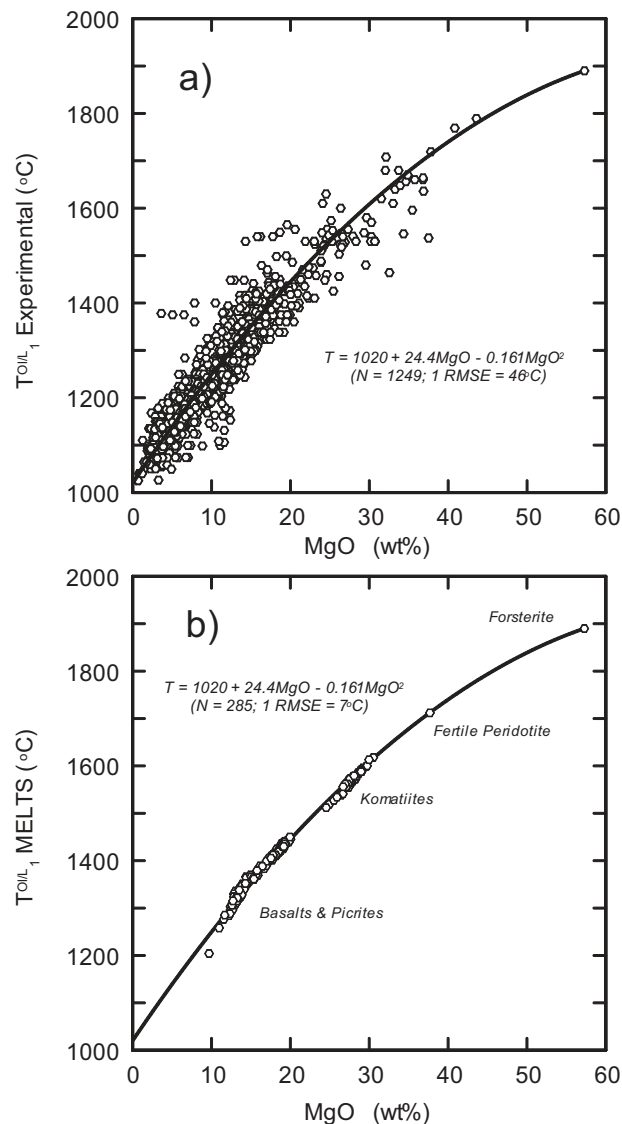 2000
a)
1800
1600
1400
1200
1000
T^Ol/L_1 Experimental (°C)
T = 1020 + 24.4MgO - 0.161MgO²
(N = 1249; 1 RMSE = 46°C)
0 10 20 30 40 50 60
MgO (wt%)
2000
b)
Forsterite
1800
T = 1020 + 24.4MgO - 0.161MgO²
(N = 285; 1 RMSE = 7°C)
Fertile Peridotite
1600
Komatiites
1400
Basalts & Picrites
1200
1000
T^Ol/L_1 MELTS (°C)
0 10 20 30 40 50 60
MgO (wt%)